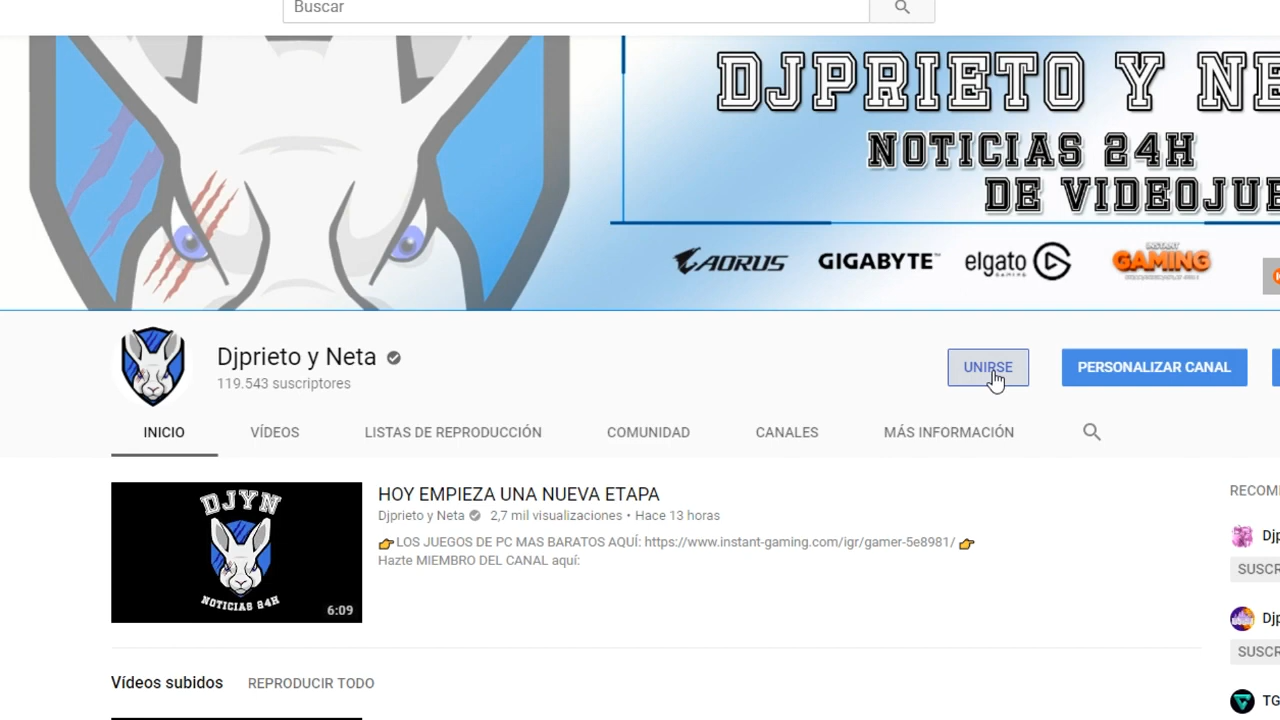 Buscar
DJPRIETO Y NE
NOTICIAS 24H
DE VIDEOJUE
AORUS GIGABYTE™ elgato GAMING INSTANT GAMING
Djprieto y Neta
119.543 suscriptores
UNIRSE
PERSONALIZAR CANAL
INICIO VÍDEOS LISTAS DE REPRODUCCIÓN COMUNIDAD CANALES MÁS INFORMACIÓN
DJYN
NOTICIAS 24H
6:09
HOY EMPIEZA UNA NUEVA ETAPA
Djprieto y Neta 2,7 mil visualizaciones • Hace 13 horas
👉LOS JUEGOS DE PC MAS BARATOS AQUÍ: https://www.instant-gaming.com/igr/gamer-5e8981/ 👉
Hazte MIEMBRO DEL CANAL aquí:
RECOM
Djp
SUSCR
Djp
SUSCR
TG
Vídeos subidos REPRODUCIR TODO